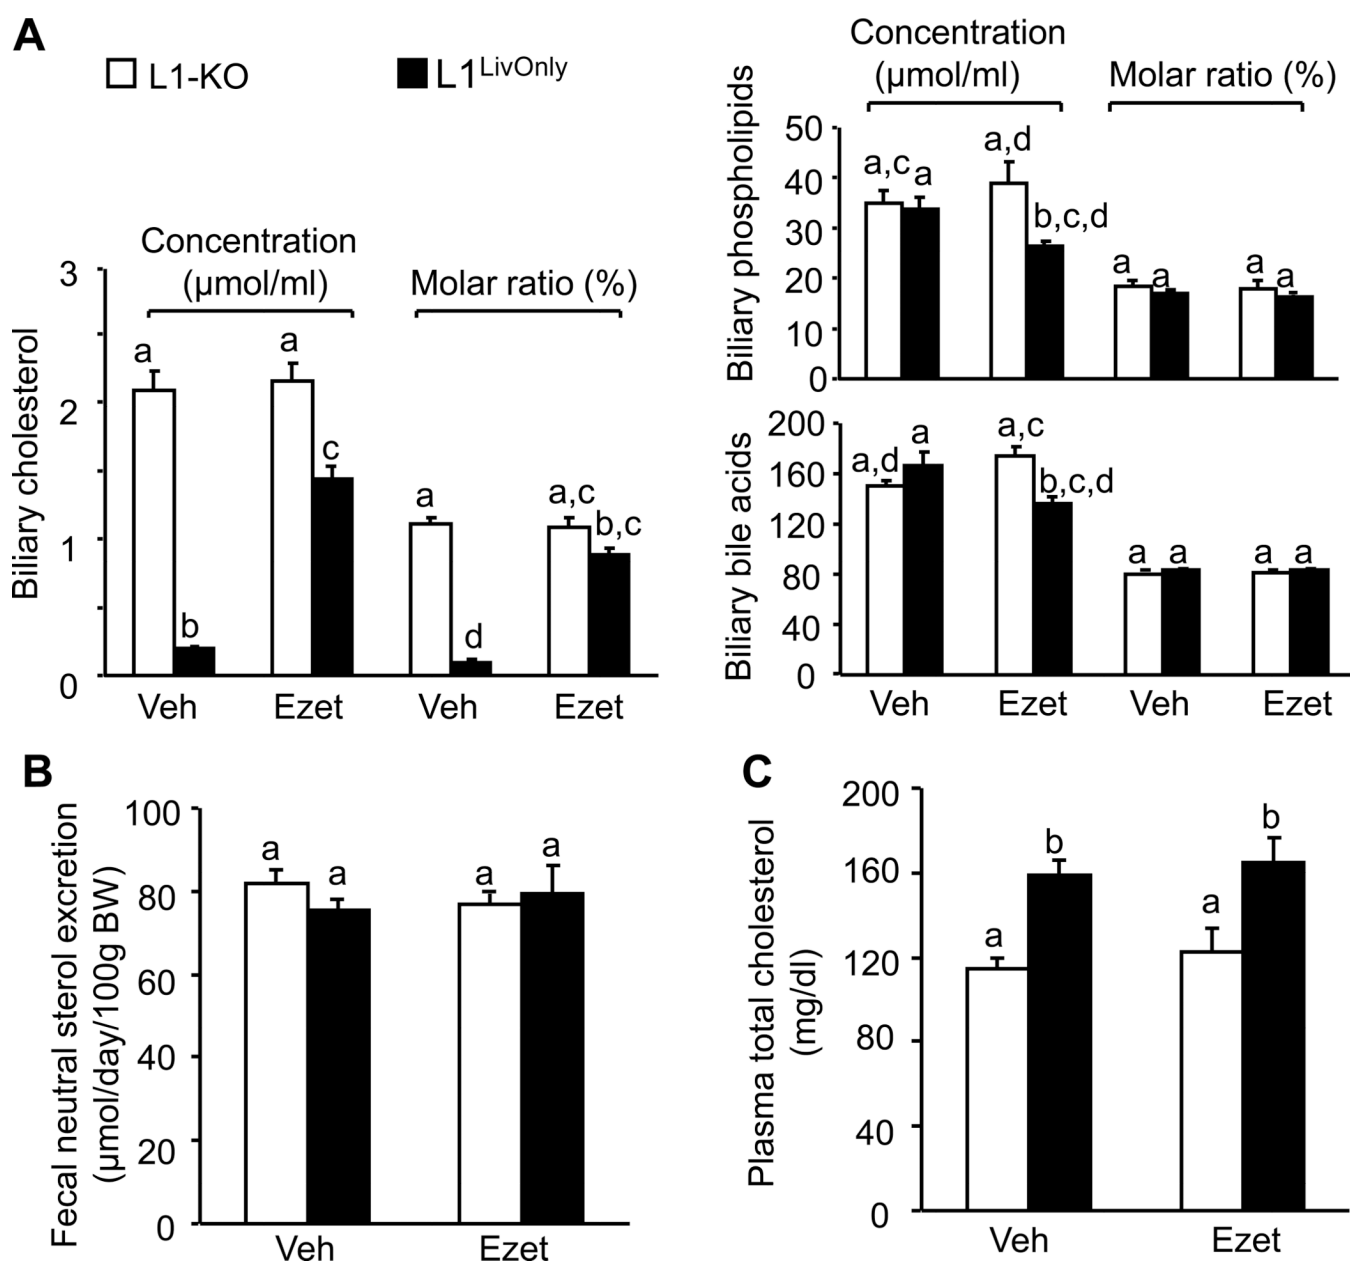 A
L1-KO
L1LivOnly
Concentration
(µmol/ml)
Molar ratio (%)
Biliary cholesterol
3
2
1
0
a
b
a
c
a
d
a,c
b,c
Veh
Ezet
Veh
Ezet
Concentration
(µmol/ml)
Molar ratio (%)
Biliary phospholipids
50
40
30
20
10
0
a,c
a
a,d
b,c,d
a
a
a
a
Biliary bile acids
200
160
120
80
40
0
a,d
a
a,c
b,c,d
a
a
a
a
Veh
Ezet
Veh
Ezet
B
Fecal neutral sterol excretion
(µmol/day/100g BW)
100
80
60
40
20
0
a
a
a
a
Veh
Ezet
C
Plasma total cholesterol
(mg/dl)
200
160
120
80
40
0
a
b
a
b
Veh
Ezet